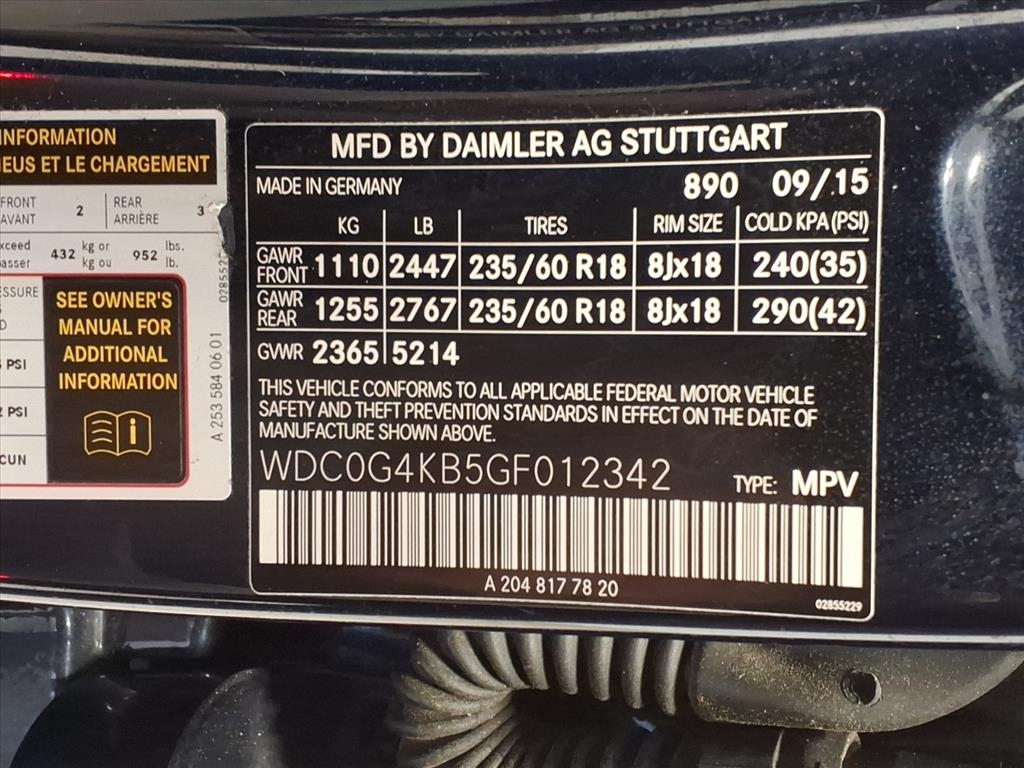 INFORMATION
NEUS ET LE CHARGEMENT
FRONT
AVANT
2
REAR
ARRIÈRE
3
432 kg or
kg ou
952 lbs.
lb.
SEE OWNER'S
MANUAL FOR
ADDITIONAL
INFORMATION
i
PSI
PSI
A 253 584 06 01
MFD BY DAIMLER AG STUTTGART
MADE IN GERMANY 890 09/15
KG LB TIRES RIM SIZE COLD KPA (PSI)
GAWR
FRONT 1110 2447 235/60 R18 8Jx18 240(35)
GAWR
REAR 1255 2767 235/60 R18 8Jx18 290(42)
GVWR 2365 5214
THIS VEHICLE CONFORMS TO ALL APPLICABLE FEDERAL MOTOR VEHICLE
SAFETY AND THEFT PREVENTION STANDARDS IN EFFECT ON THE DATE OF
MANUFACTURE SHOWN ABOVE.
WDC0G4KB5GF012342 TYPE: MPV
A 204 817 78 20
02855229